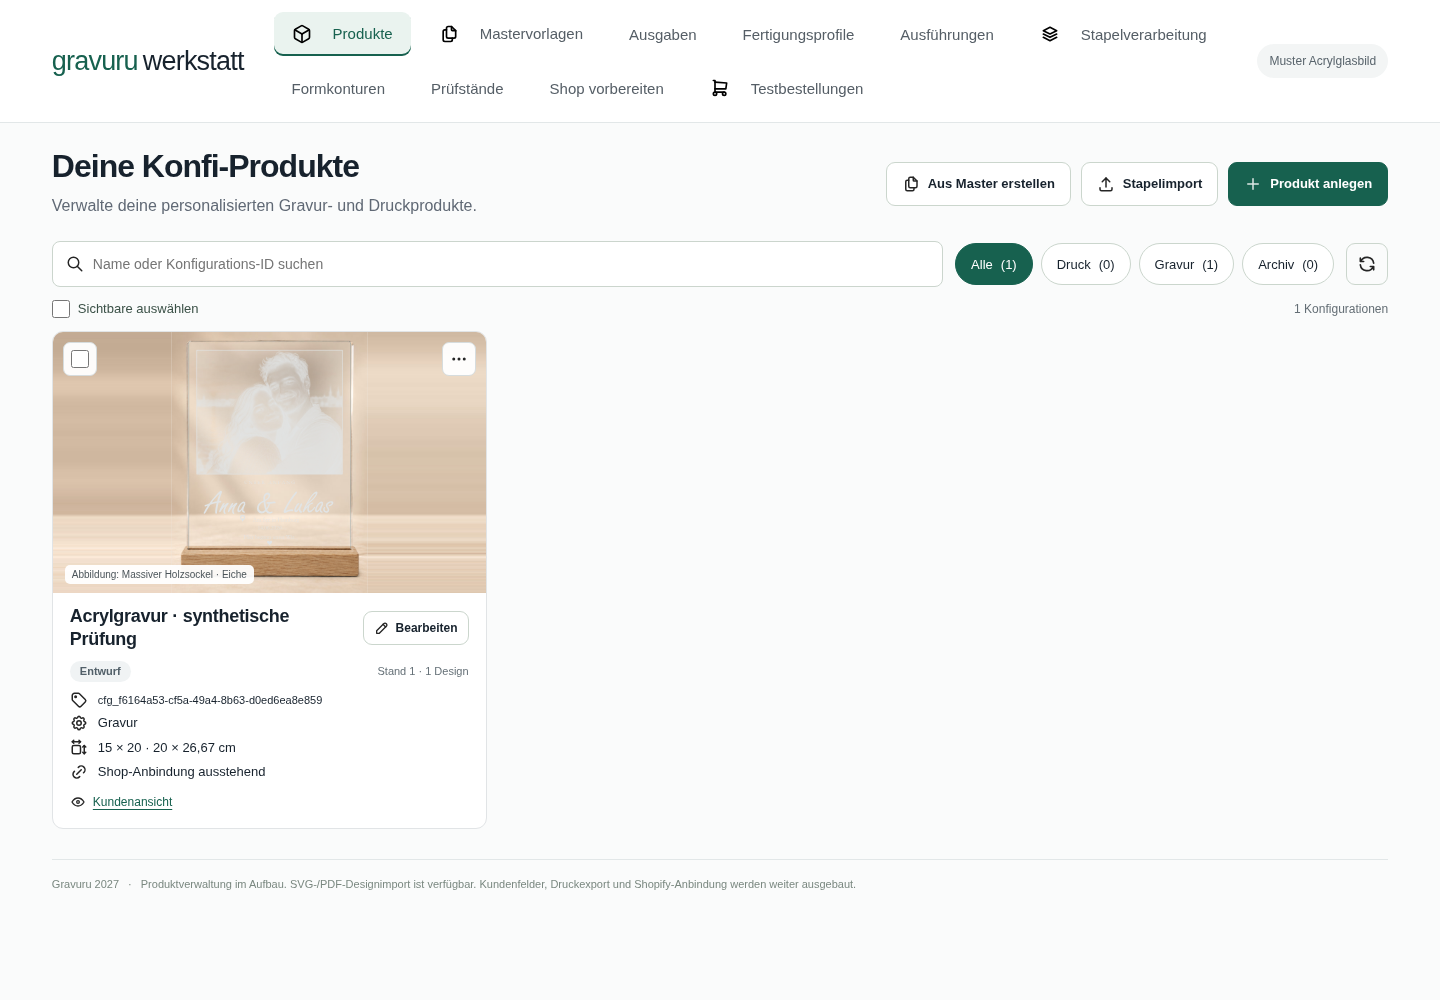 gravuru werkstatt
Produkte
Mastervorlagen
Ausgaben
Fertigungsprofile
Ausführungen
Stapelverarbeitung
Formkonturen
Prüfstände
Shop vorbereiten
Testbestellungen
Muster Acrylglasbild
Deine Konfi-Produkte
Verwalte deine personalisierten Gravur- und Druckprodukte.
Aus Master erstellen
Stapelimport
Produkt anlegen
Name oder Konfigurations-ID suchen
Alle (1)
Druck (0)
Gravur (1)
Archiv (0)
Sichtbare auswählen
1 Konfigurationen
Anna & Lukas
Abbildung: Massiver Holzsockel · Eiche
Acrylgravur · synthetische
Prüfung
Bearbeiten
Entwurf
Stand 1 · 1 Design
cfg_f6164a53-cf5a-49a4-8b63-d0ed6ea8e859
Gravur
15 × 20 · 20 × 26,67 cm
Shop-Anbindung ausstehend
Kundenansicht
Gravuru 2027 · Produktverwaltung im Aufbau. SVG-/PDF-Designimport ist verfügbar. Kundenfelder, Druckexport und Shopify-Anbindung werden weiter ausgebaut.